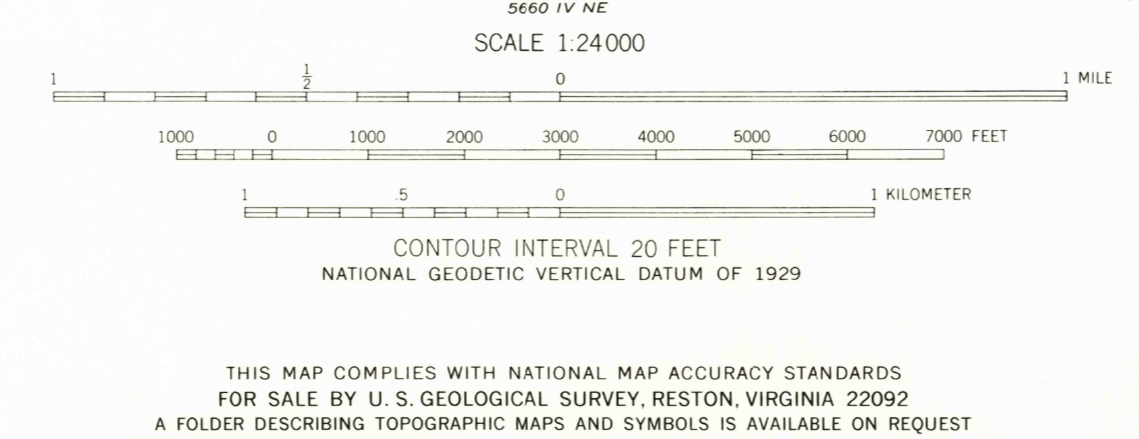 5660 IV NE
SCALE 1:24000
1 1/2 0 1 MILE
1000 0 1000 2000 3000 4000 5000 6000 7000 FEET
1 .5 0 1 KILOMETER
CONTOUR INTERVAL 20 FEET
NATIONAL GEODETIC VERTICAL DATUM OF 1929
THIS MAP COMPLIES WITH NATIONAL MAP ACCURACY STANDARDS
FOR SALE BY U. S. GEOLOGICAL SURVEY, RESTON, VIRGINIA 22092
A FOLDER DESCRIBING TOPOGRAPHIC MAPS AND SYMBOLS IS AVAILABLE ON REQUEST